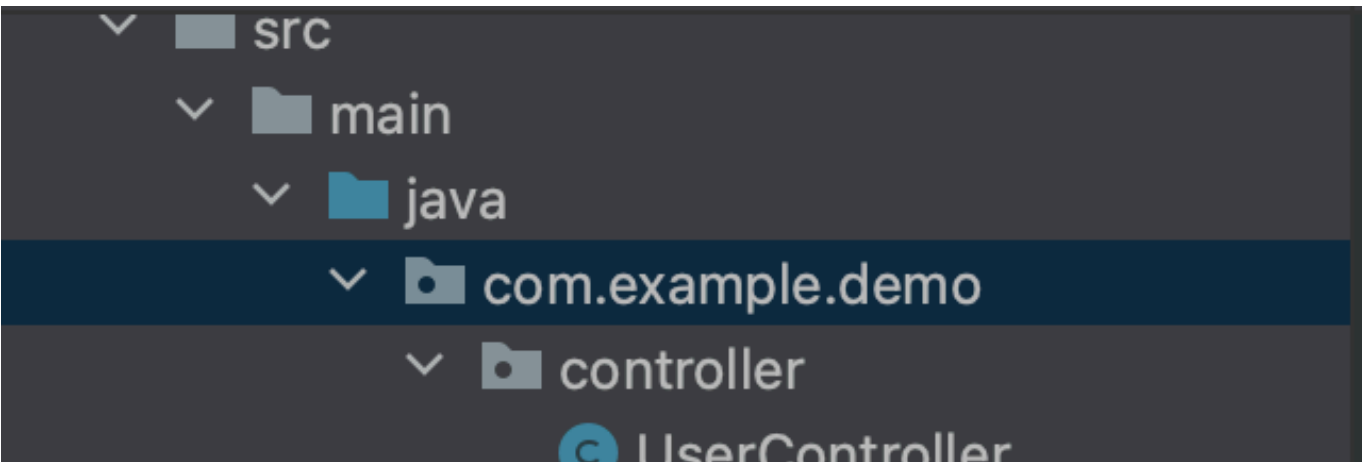 src
main
java
com.example.demo
controller
UserController